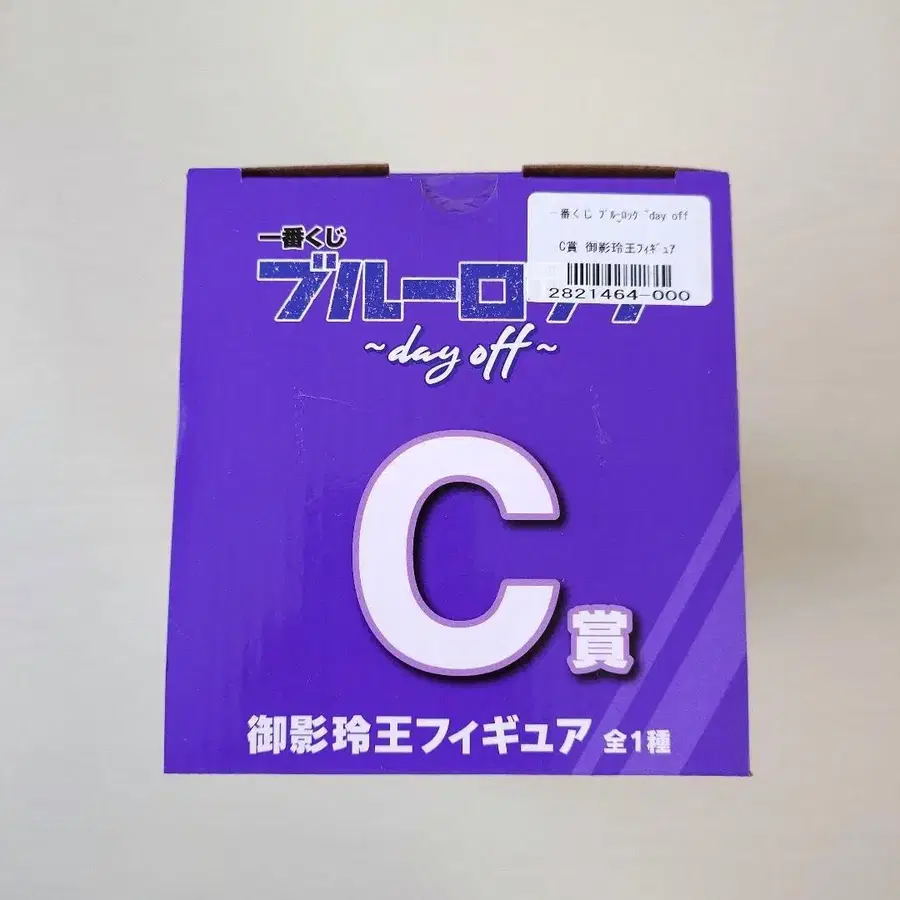 一番くじ
ブルーロック
~day off~
一番くじ ブルーロック ~day off
C賞 御影玲王フィギュア
2821464-000
C賞
御影玲王フィギュア 全1種